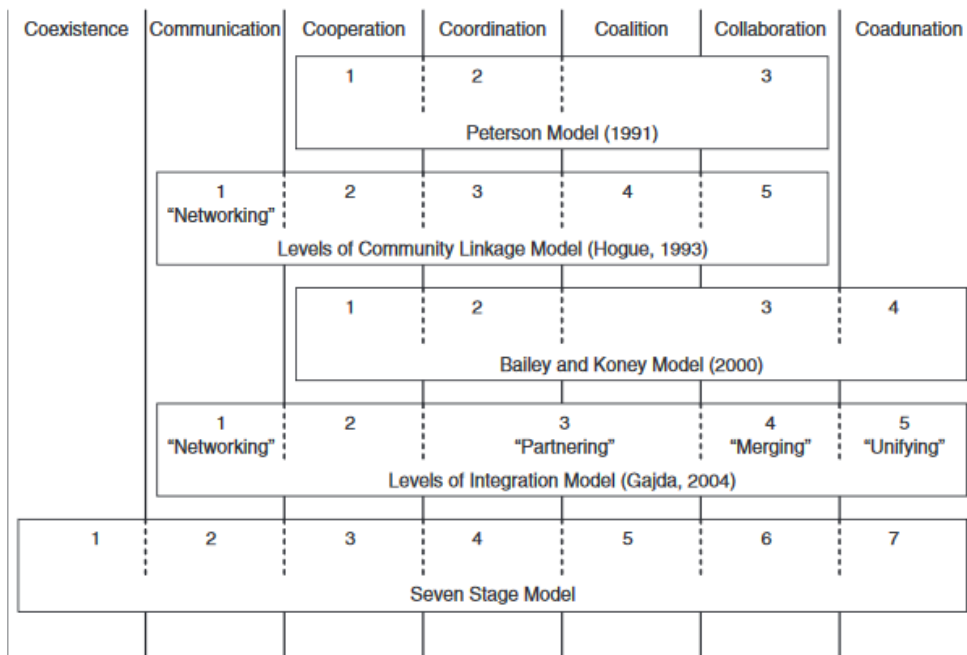 Coexistence Communication Cooperation Coordination Coalition Collaboration Coadunation
1 2 3
Peterson Model (1991)
1 2 3 4 5
“Networking”
Levels of Community Linkage Model (Hogue, 1993)
1 2 3 4
Bailey and Koney Model (2000)
1 2 3 4 5
“Networking” “Partnering” “Merging” “Unifying”
Levels of Integration Model (Gajda, 2004)
1 2 3 4 5 6 7
Seven Stage Model